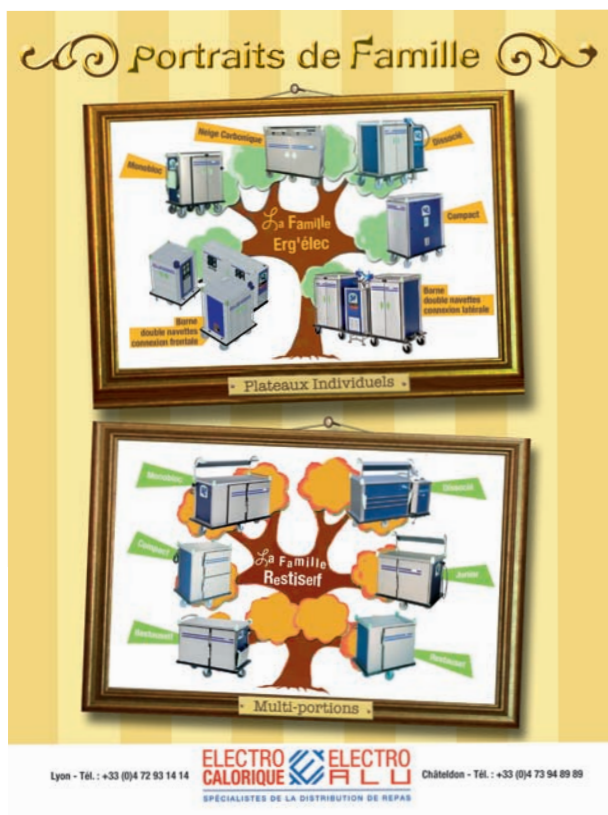 Portraits de Famille
Neige Carbonique
Dissocié
Monobloc
La Famille
Erg'élec
Compact
Borne
double navettes
connexion frontale
Borne
double navettes
connexion latérale
Plateaux Individuels
Monobloc
Dissocié
Compact
La Famille
Restiserf
Junior
Restauserf
Restauserf
Multi-portions
ELECTRO
CALORIQUE
ELECTRO
ALU
Lyon - Tél. : +33 (0)4 72 93 14 14
Châteldon - Tél. : +33 (0)4 73 94 89 89
SPÉCIALISTES DE LA DISTRIBUTION DE REPAS